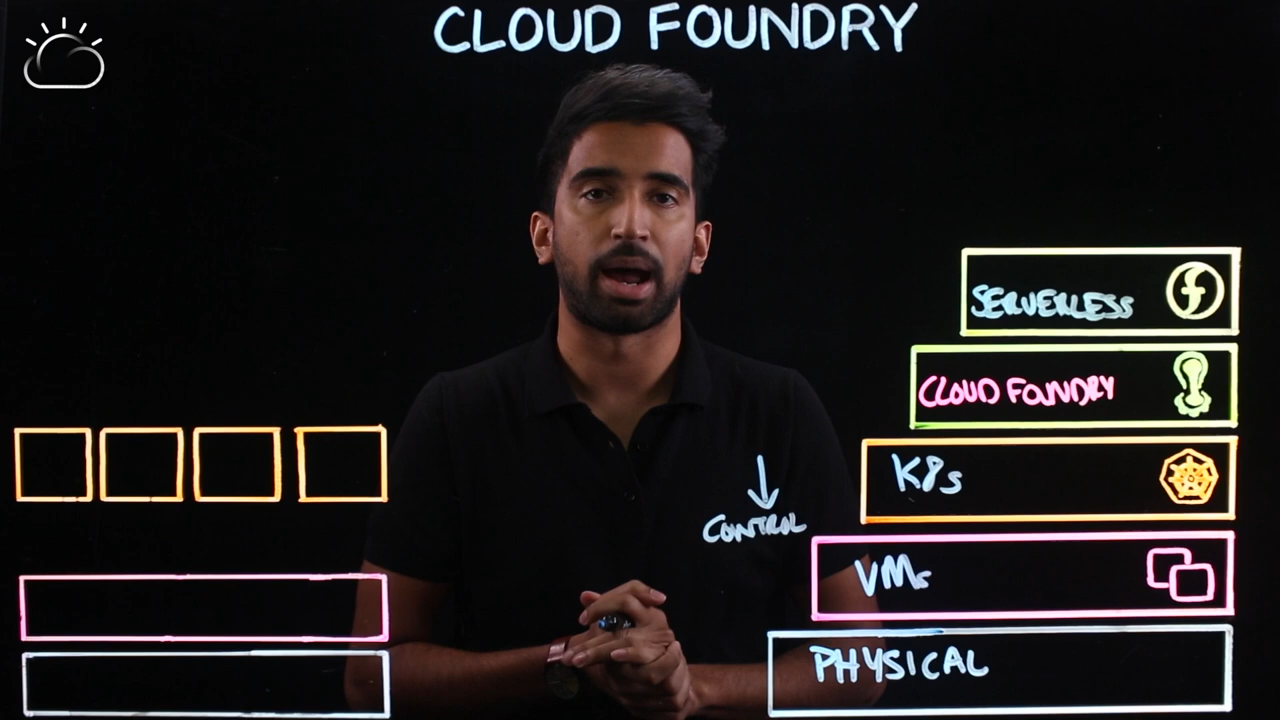 CLOUD FOUNDRY
SERVERLESS
CLOUD FOUNDRY
K8s
CONTROL
VMs
PHYSICAL